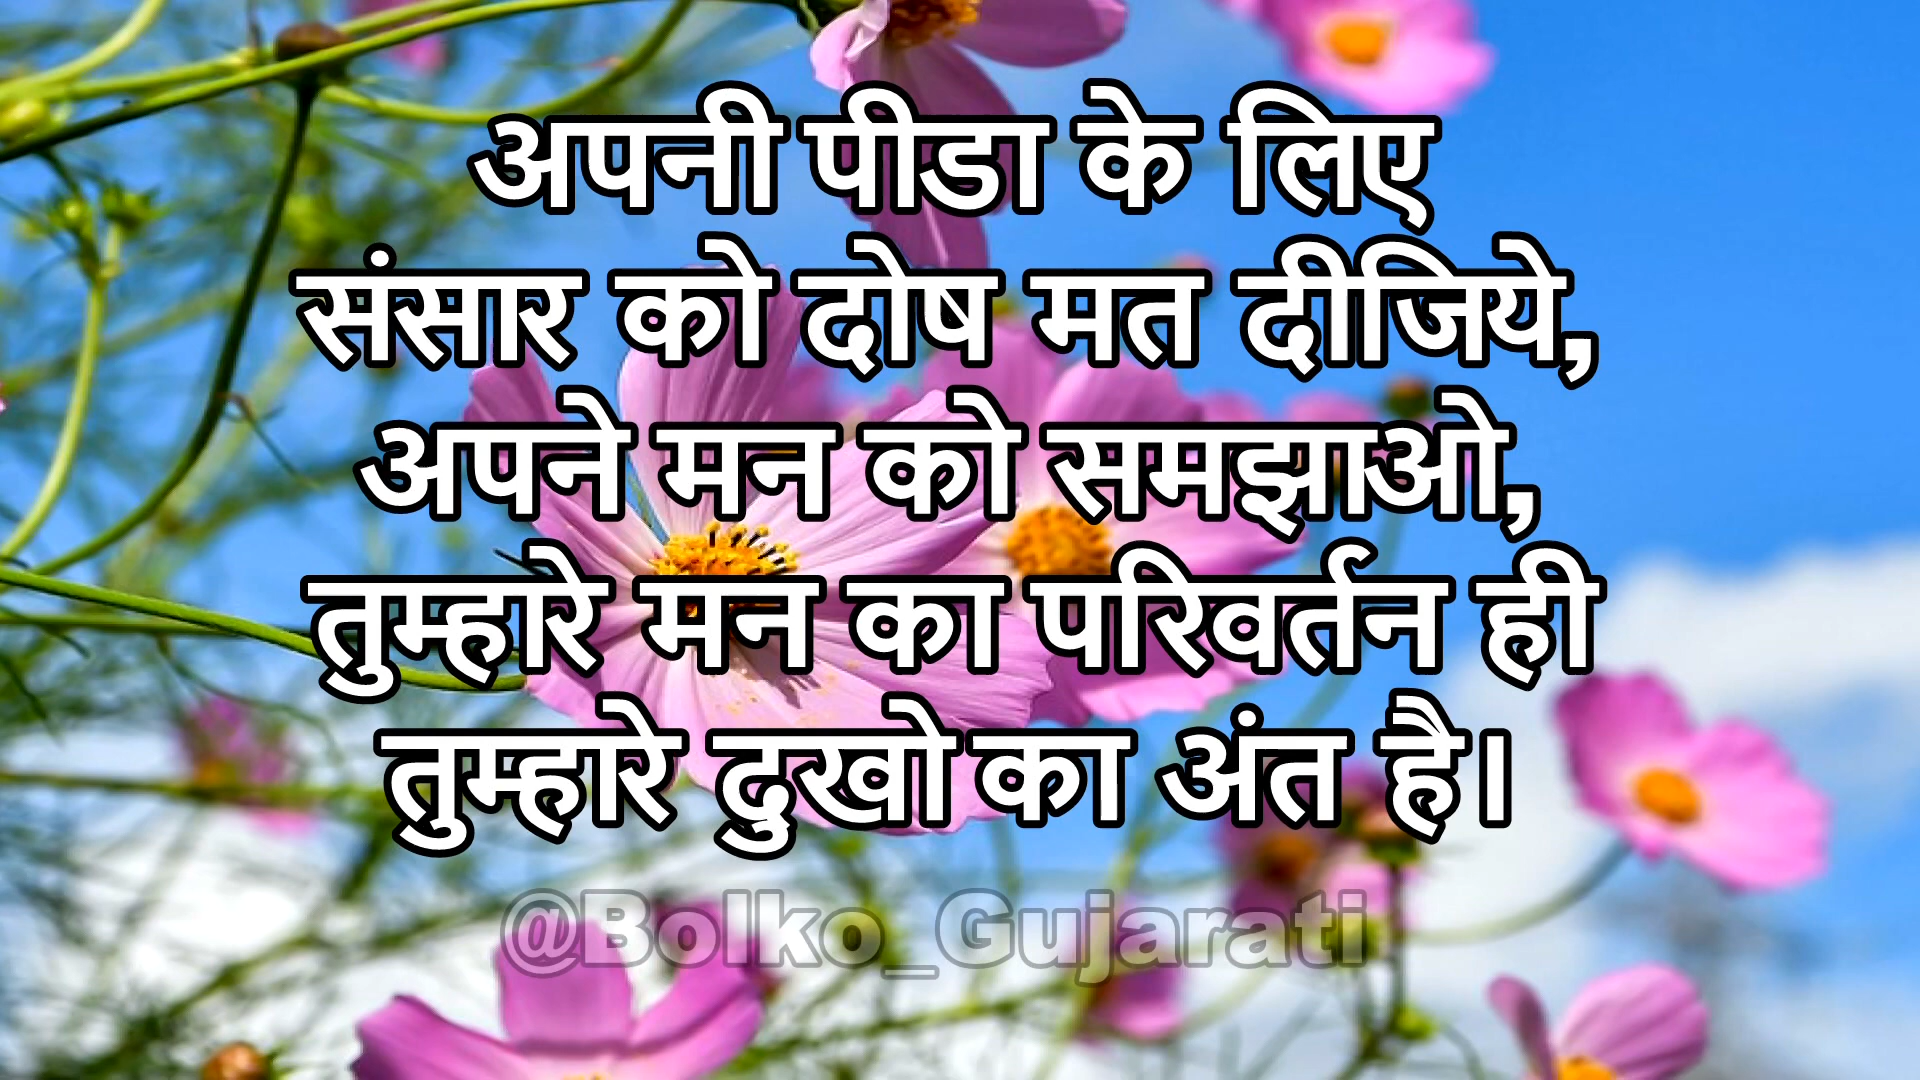 अपनी पीडा के लिए
संसार को दोष मत दीजिये,
अपने मन को समझाओ,
तुम्हारे मन का परिवर्तन ही
तुम्हारे दुखो का अंत है।
@Bolko_Gujarati